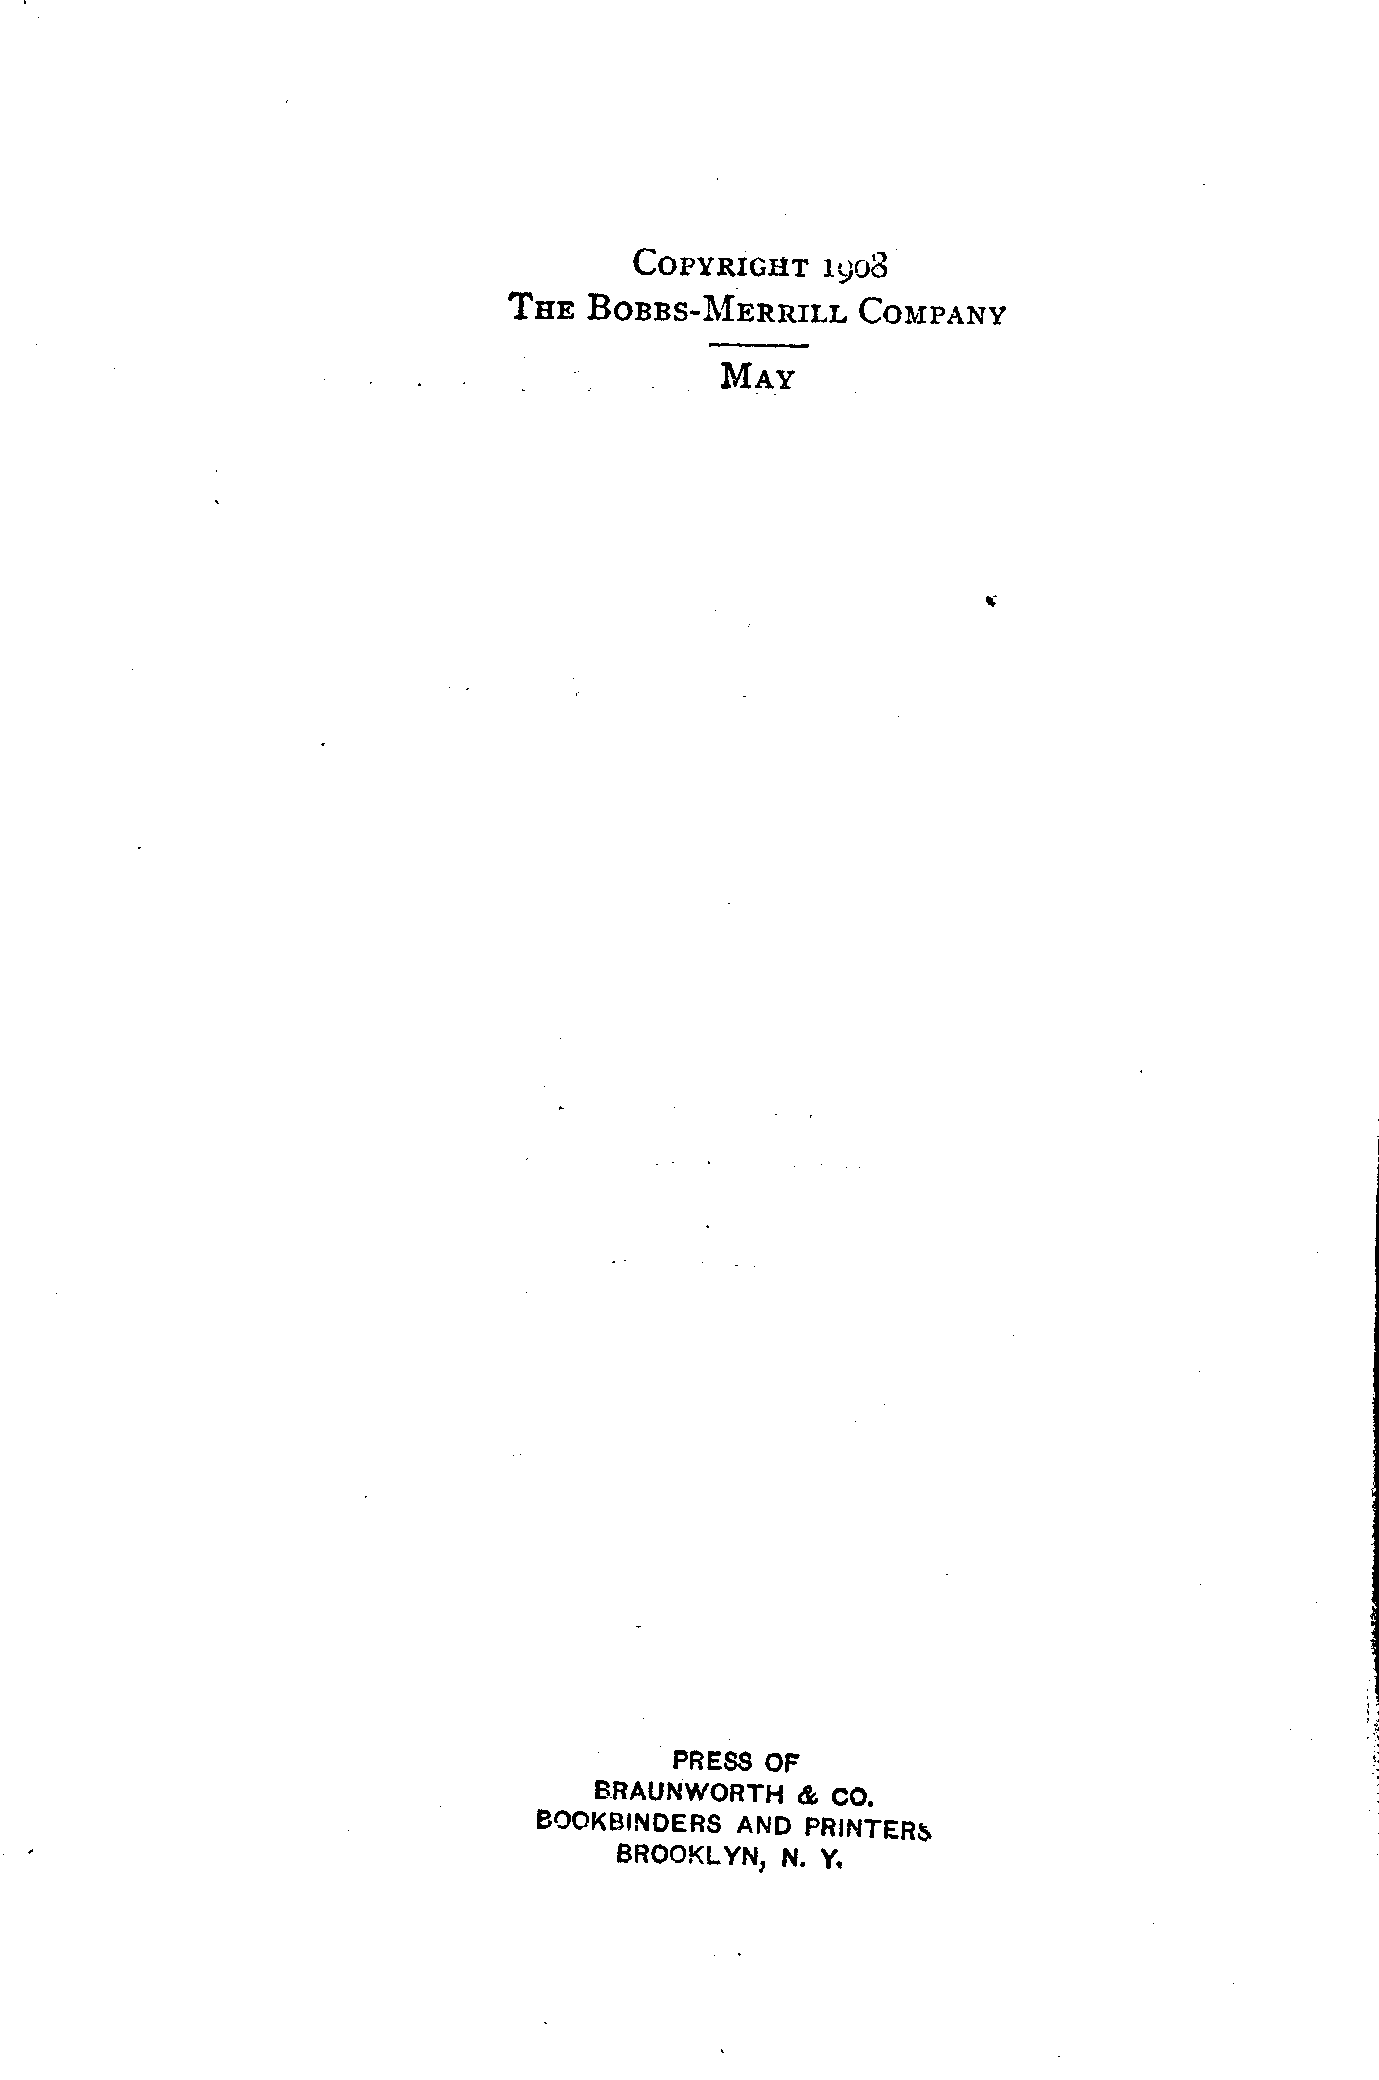 COPYRIGHT 1908
THE BOBBS-MERRILL COMPANY
MAY
PRESS OF
BRAUNWORTH & CO.
BOOKBINDERS AND PRINTERS
BROOKLYN, N. Y.